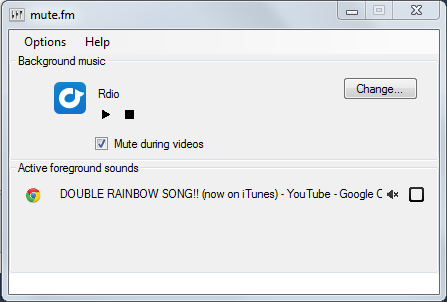 mute.fm
Options Help
Background music
Rdio
Change...
Mute during videos
Active foreground sounds
DOUBLE RAINBOW SONG!! (now on iTunes) - YouTube - Google C